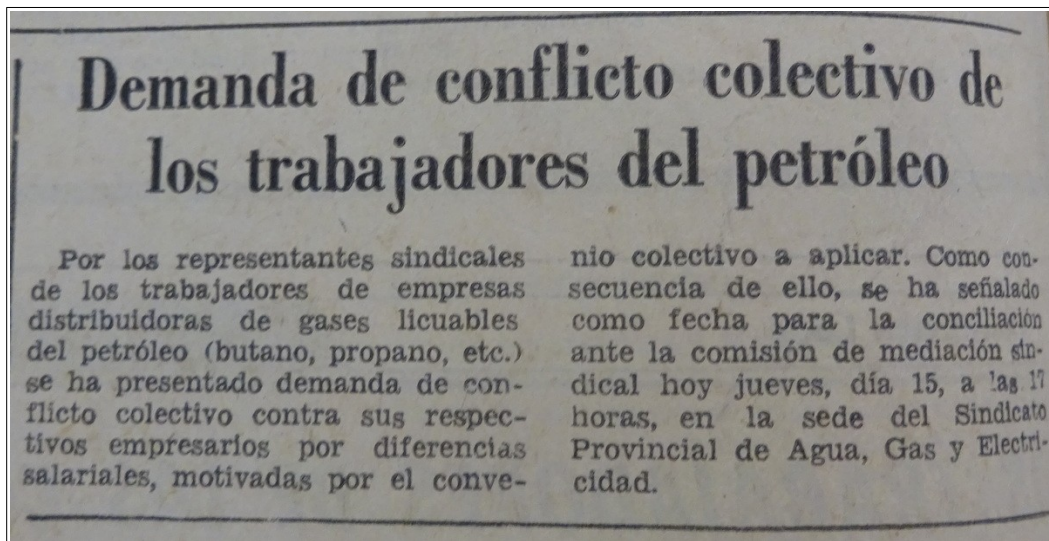 Demanda de conflicto colectivo de
los trabajadores del petróleo
Por los representantes sindicales
de los trabajadores de empresas
distribuidoras de gases licuables
del petróleo (butano, propano, etc.)
se ha presentado demanda de con-
flicto colectivo contra sus respec-
tivos empresarios por diferencias
salariales, motivadas por el conve-
nio colectivo a aplicar. Como con-
secuencia de ello, se ha señalado
como fecha para la conciliación
ante la comisión de mediación sin-
dical hoy jueves, día 15, a las 17
horas, en la sede del Sindicato
Provincial de Agua, Gas y Electri-
cidad.